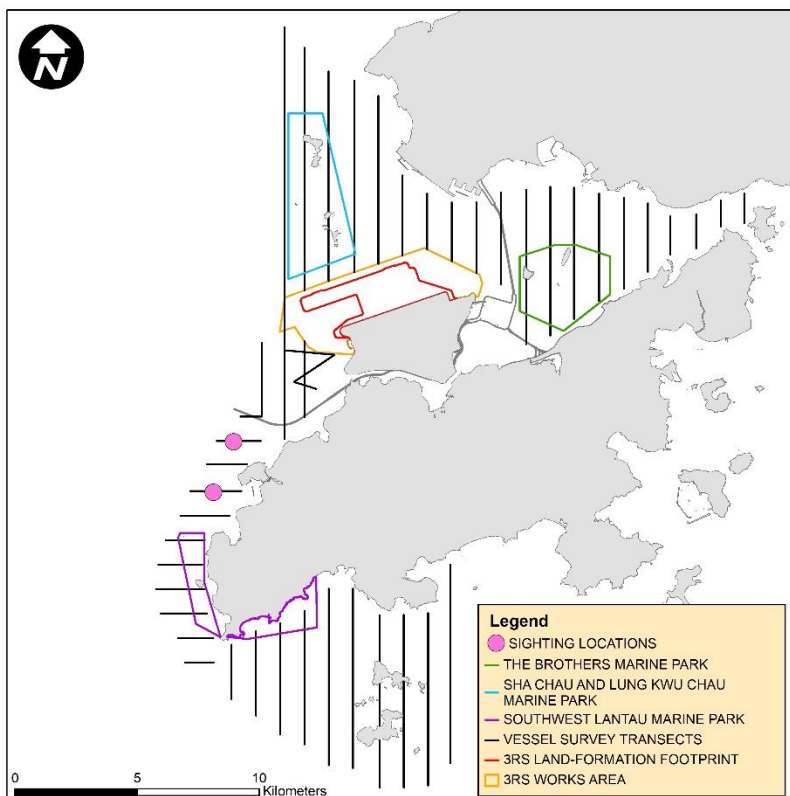 N
Legend
SIGHTING LOCATIONS
THE BROTHERS MARINE PARK
SHA CHAU AND LUNG KWU CHAU
MARINE PARK
SOUTHWEST LANTAU MARINE PARK
VESSEL SURVEY TRANSECTS
3RS LAND-FORMATION FOOTPRINT
3RS WORKS AREA
0 5 10
Kilometers